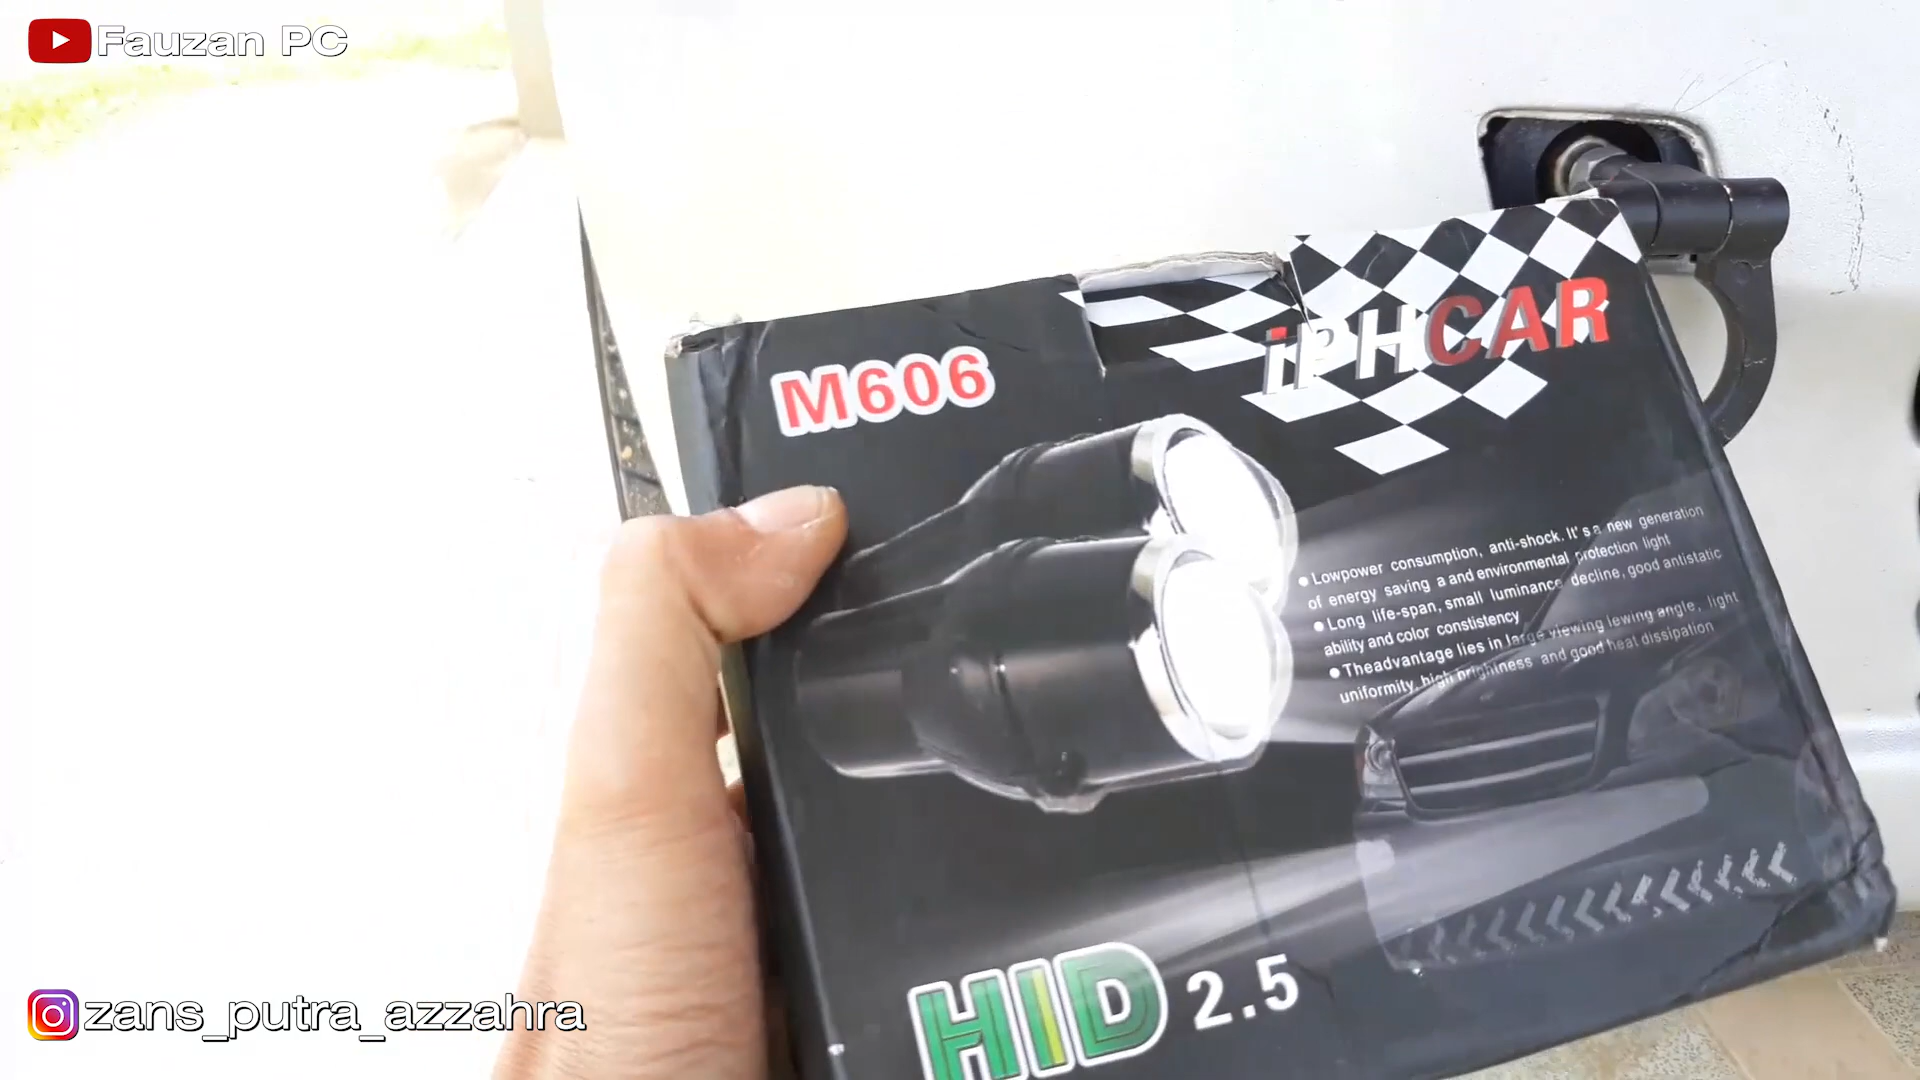 Fauzan PC
M606
iPHCAR
Lowpower consumption, anti-shock. It's a new generation
of energy saving a and environmental protection light
Long life-span, small luminance decline, good antistatic
ability and color constistency
Theadvantage lies in large viewing lewing angle, light
uniformity, high brightness and good heat dissipation
HID 2.5
zans_putra_azzahra